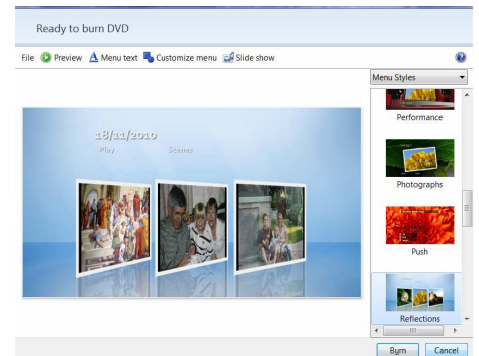 Ready to burn DVD
File Preview Menu text Customize menu Slide show
Menu Styles
18/11/2010
Play Scenes
Performance
Photographs
Push
Reflections
Burn Cancel